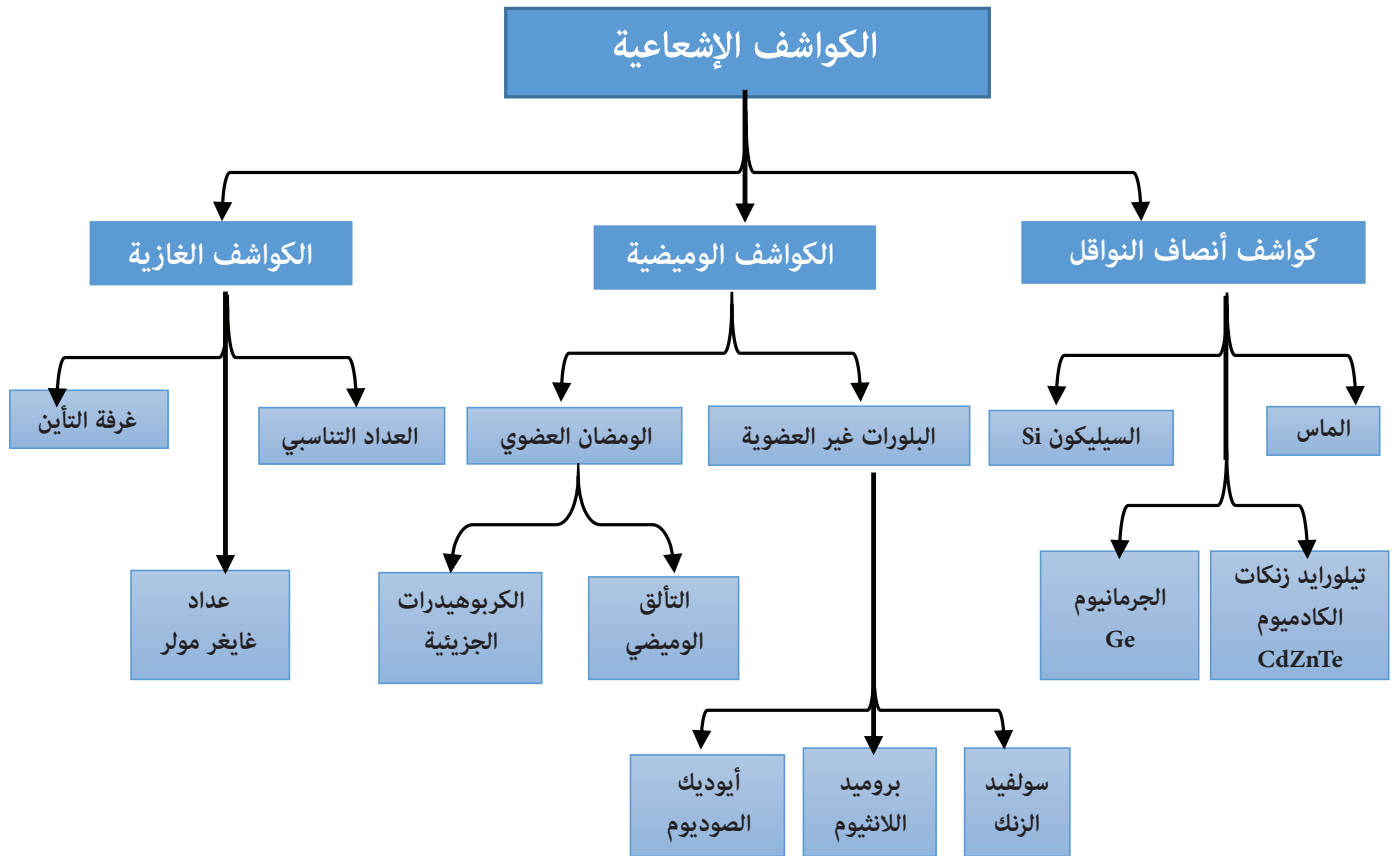 الكواشف الإشعاعية
كواشف أنصاف النواقل
الكواشف الوميضية
الكواشف الغازية
الماس
السيليكون Si
البلورات غير العضوية
الومضان العضوي
العداد التناسبي
غرفة التأين
تيلورايد زنكات
الكادميوم
CdZnTe
الجرمانيوم
Ge
التألق
الوميضي
الكربوهيدرات
الجزيئية
عداد
غايغر مولر
سولفيد
الزنك
بروميد
اللانثيوم
أيوديك
الصوديوم